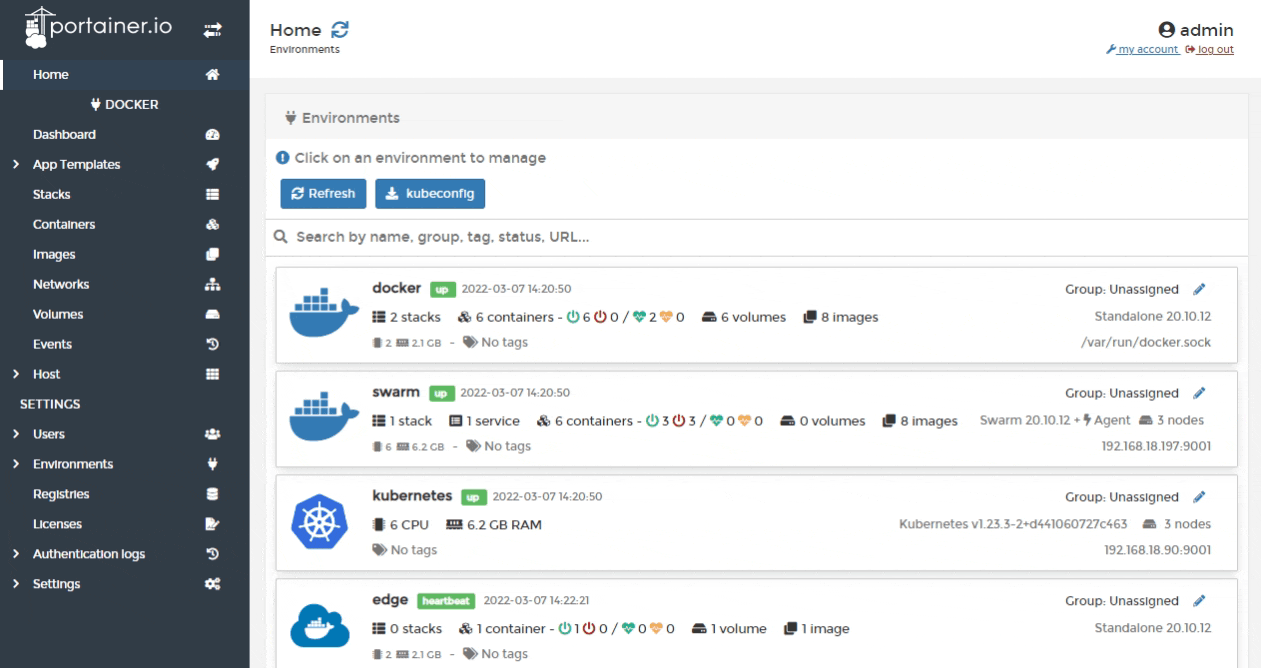 portainer.io
Home
DOCKER
Dashboard
App Templates
Stacks
Containers
Images
Networks
Volumes
Events
Host
SETTINGS
Users
Environments
Registries
Licenses
Authentication logs
Settings
Home
Environments
admin
my account log out
Environments
Click on an environment to manage
Refresh kubeconfig
Search by name, group, tag, status, URL...
docker up 2022-03-07 14:20:50 Group: Unassigned
2 stacks 6 containers - 6 0 / 2 0 6 volumes 8 images Standalone 20.10.12
2 2.1 GB - No tags /var/run/docker.sock
swarm up 2022-03-07 14:20:50 Group: Unassigned
1 stack 1 service 6 containers - 3 3 / 0 0 0 volumes 8 images Swarm 20.10.12 + Agent 3 nodes
6 6.2 GB - No tags 192.168.18.197:9001
kubernetes up 2022-03-07 14:20:50 Group: Unassigned
6 CPU 6.2 GB RAM Kubernetes v1.23.3-2+d441060727c463 3 nodes
No tags 192.168.18.90:9001
edge heartbeat 2022-03-07 14:22:21 Group: Unassigned
0 stacks 1 container - 1 0 / 0 0 1 volume 1 image Standalone 20.10.12
2 2.1 GB - No tags